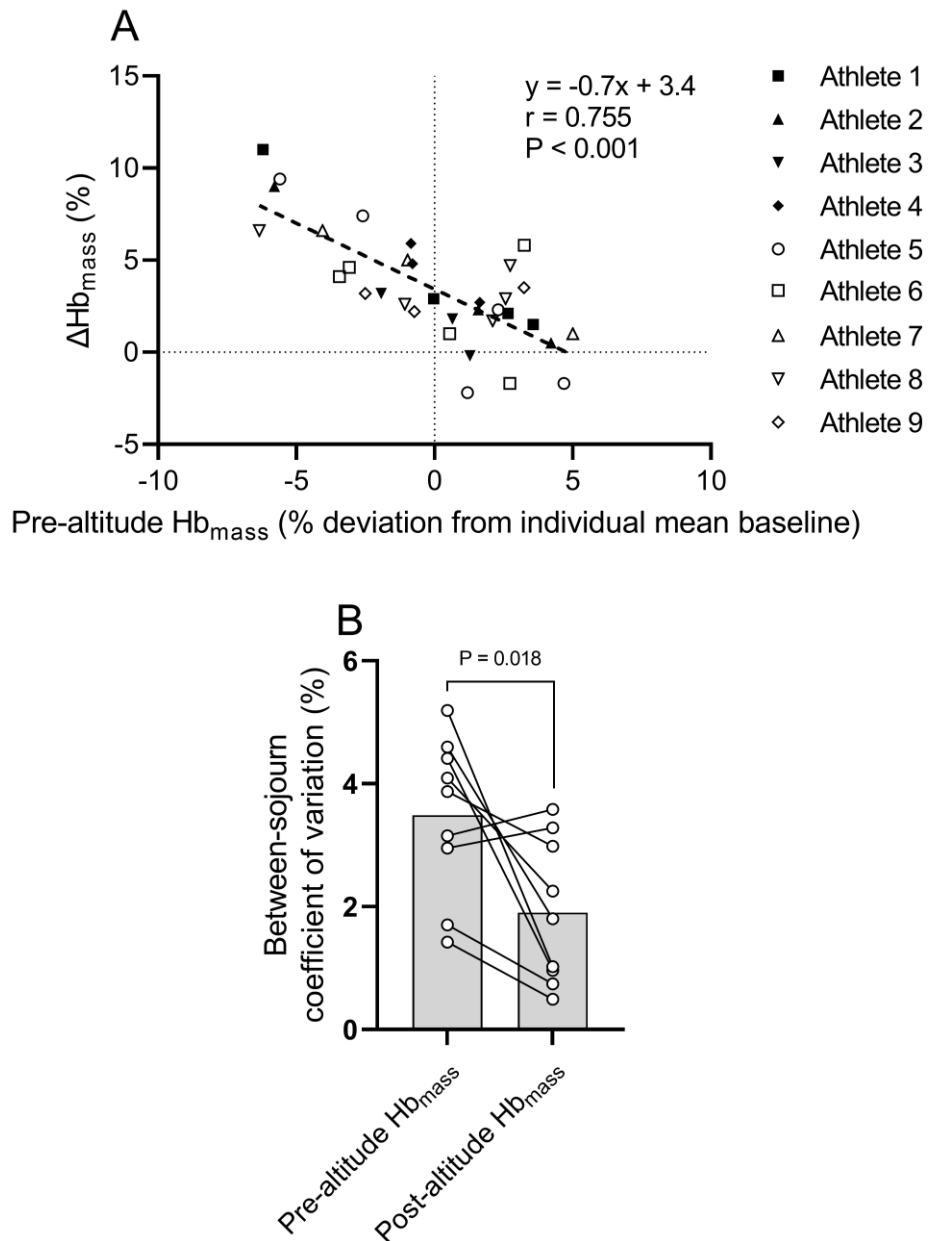 A
15
10
5
0
-5
ΔHbmass (%)
y = -0.7x + 3.4
r = 0.755
P < 0.001
-10
-5
0
5
10
Pre-altitude Hbmass (% deviation from individual mean baseline)
Athlete 1
Athlete 2
Athlete 3
Athlete 4
Athlete 5
Athlete 6
Athlete 7
Athlete 8
Athlete 9
B
P = 0.018
6
4
2
0
Between-sojourn
coefficient of variation (%)
Pre-altitude Hbmass
Post-altitude Hbmass